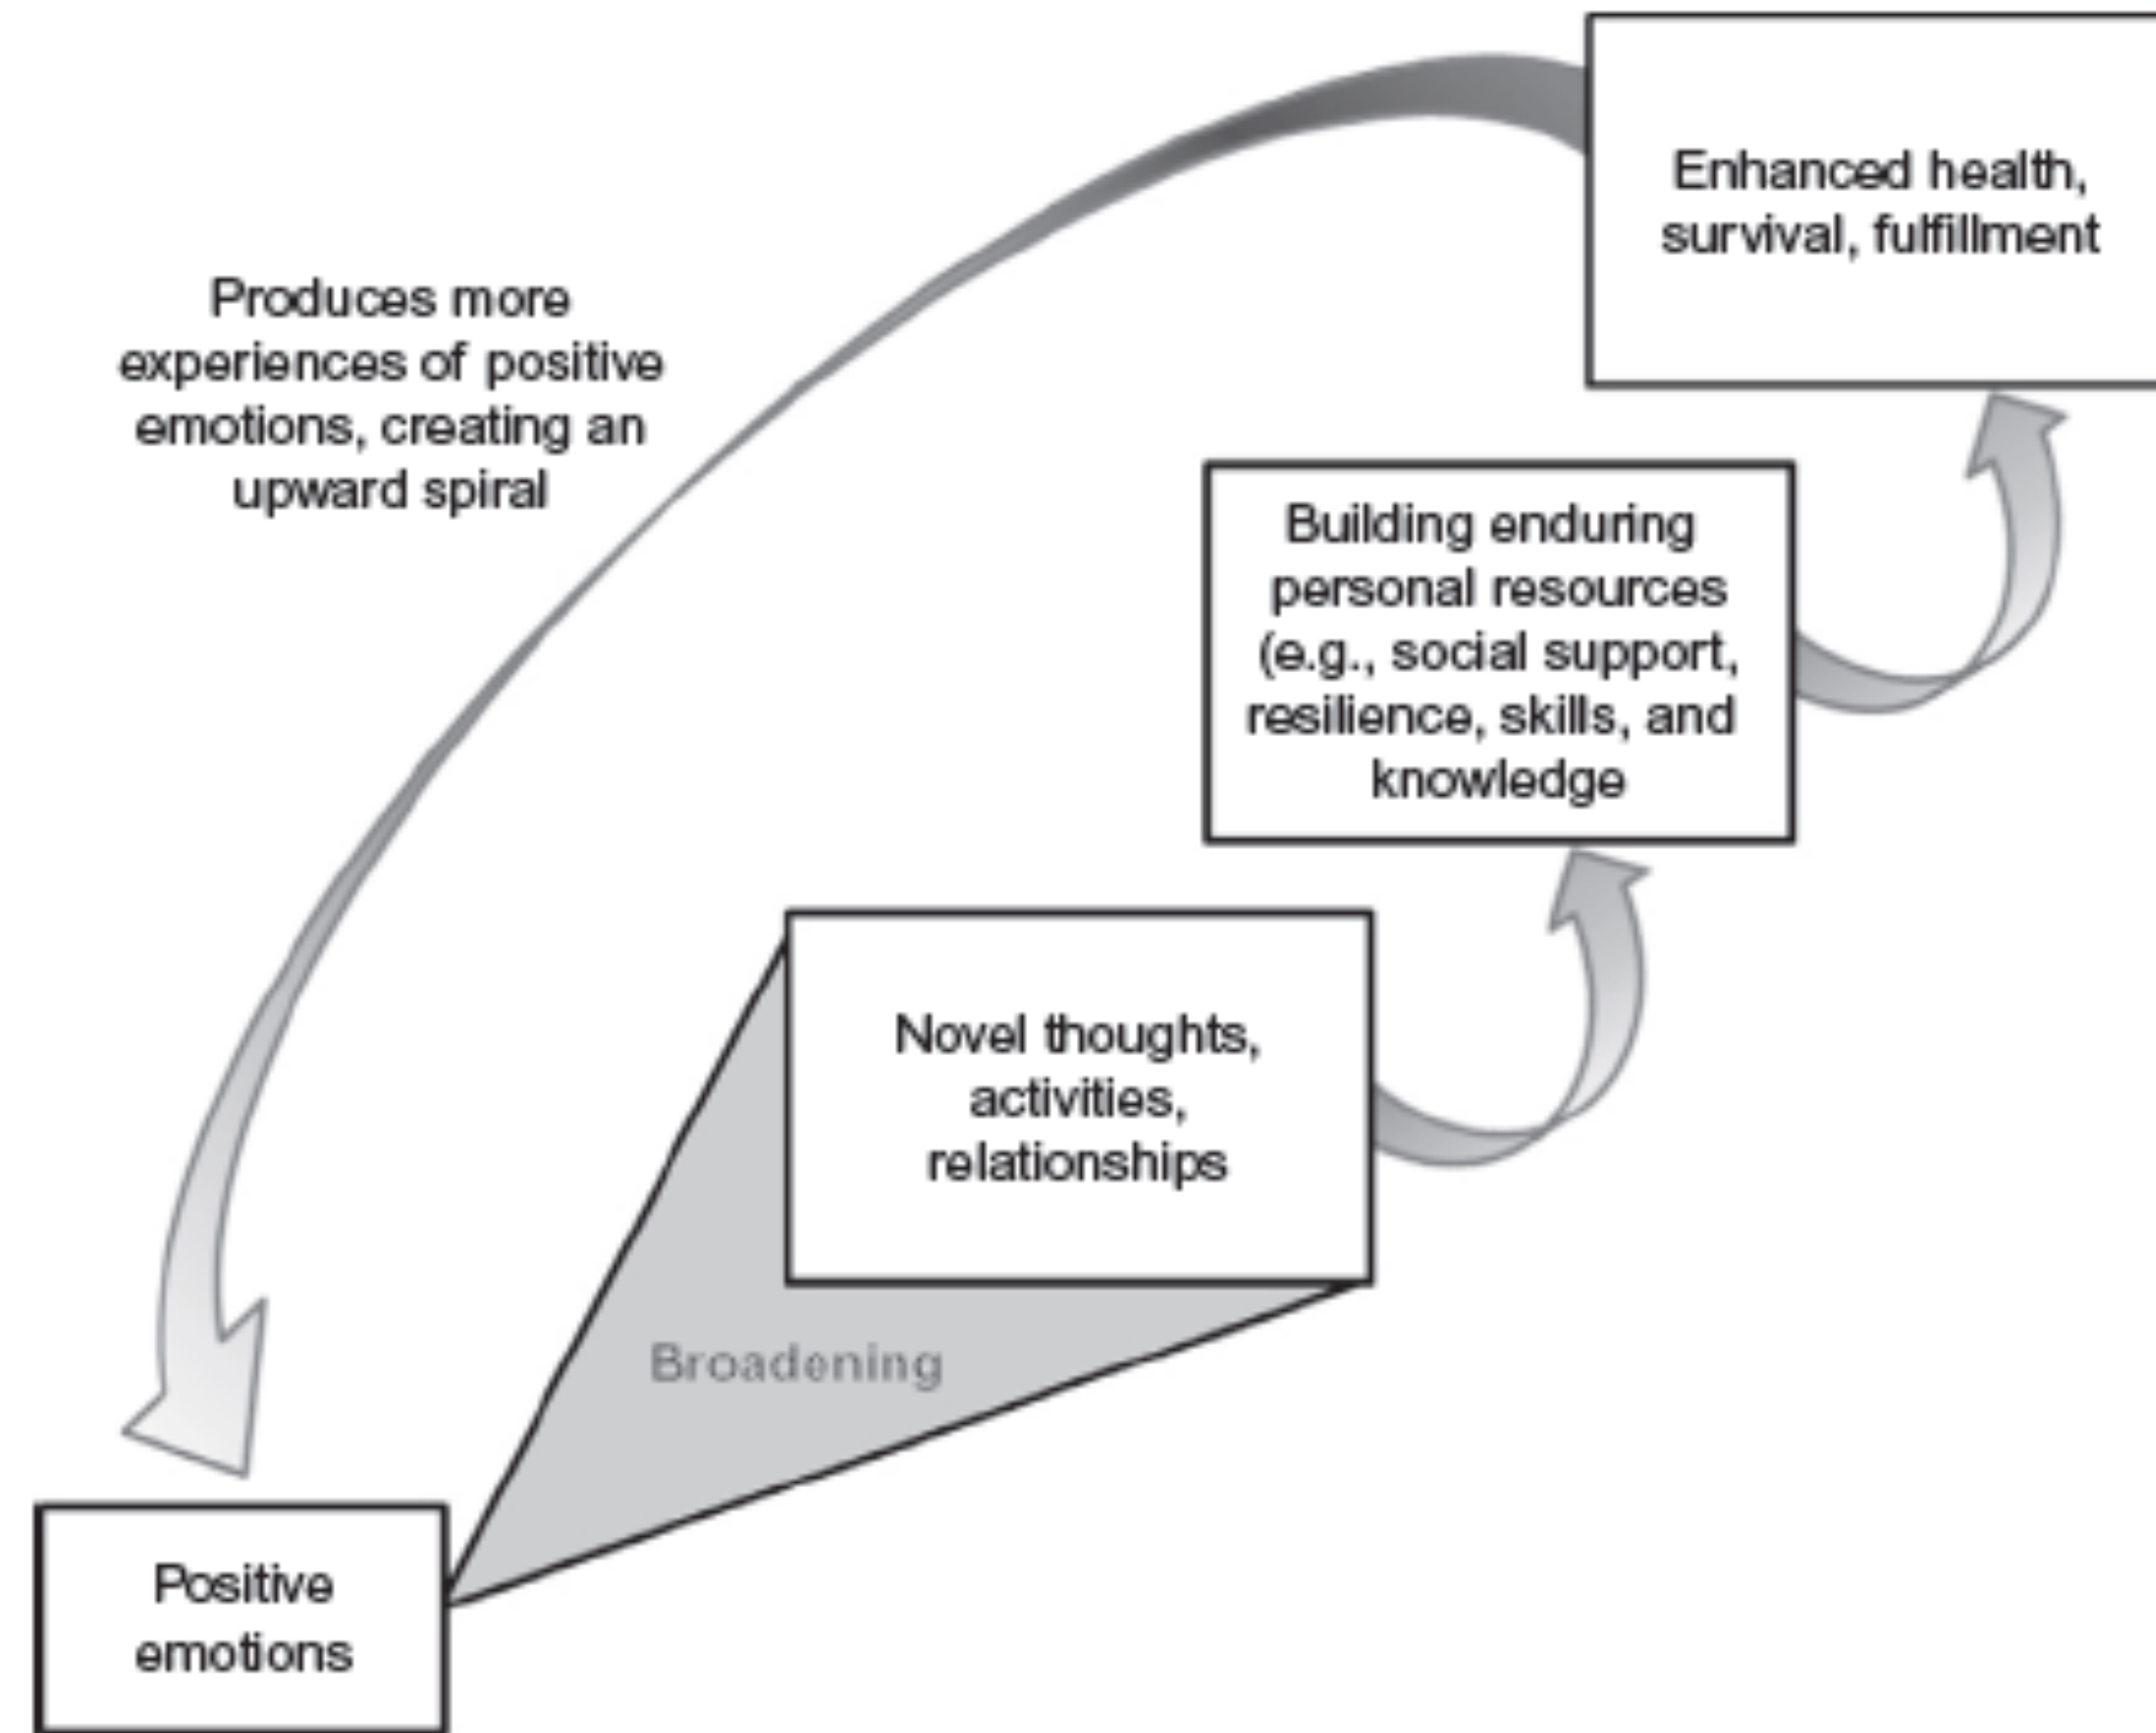 Enhanced health,
survival, fulfillment
Produces more
experiences of positive
emotions, creating an
upward spiral
Building enduring
personal resources
(e.g., social support,
resilience, skills, and
knowledge
Novel thoughts,
activities,
relationships
Broadening
Positive
emotions